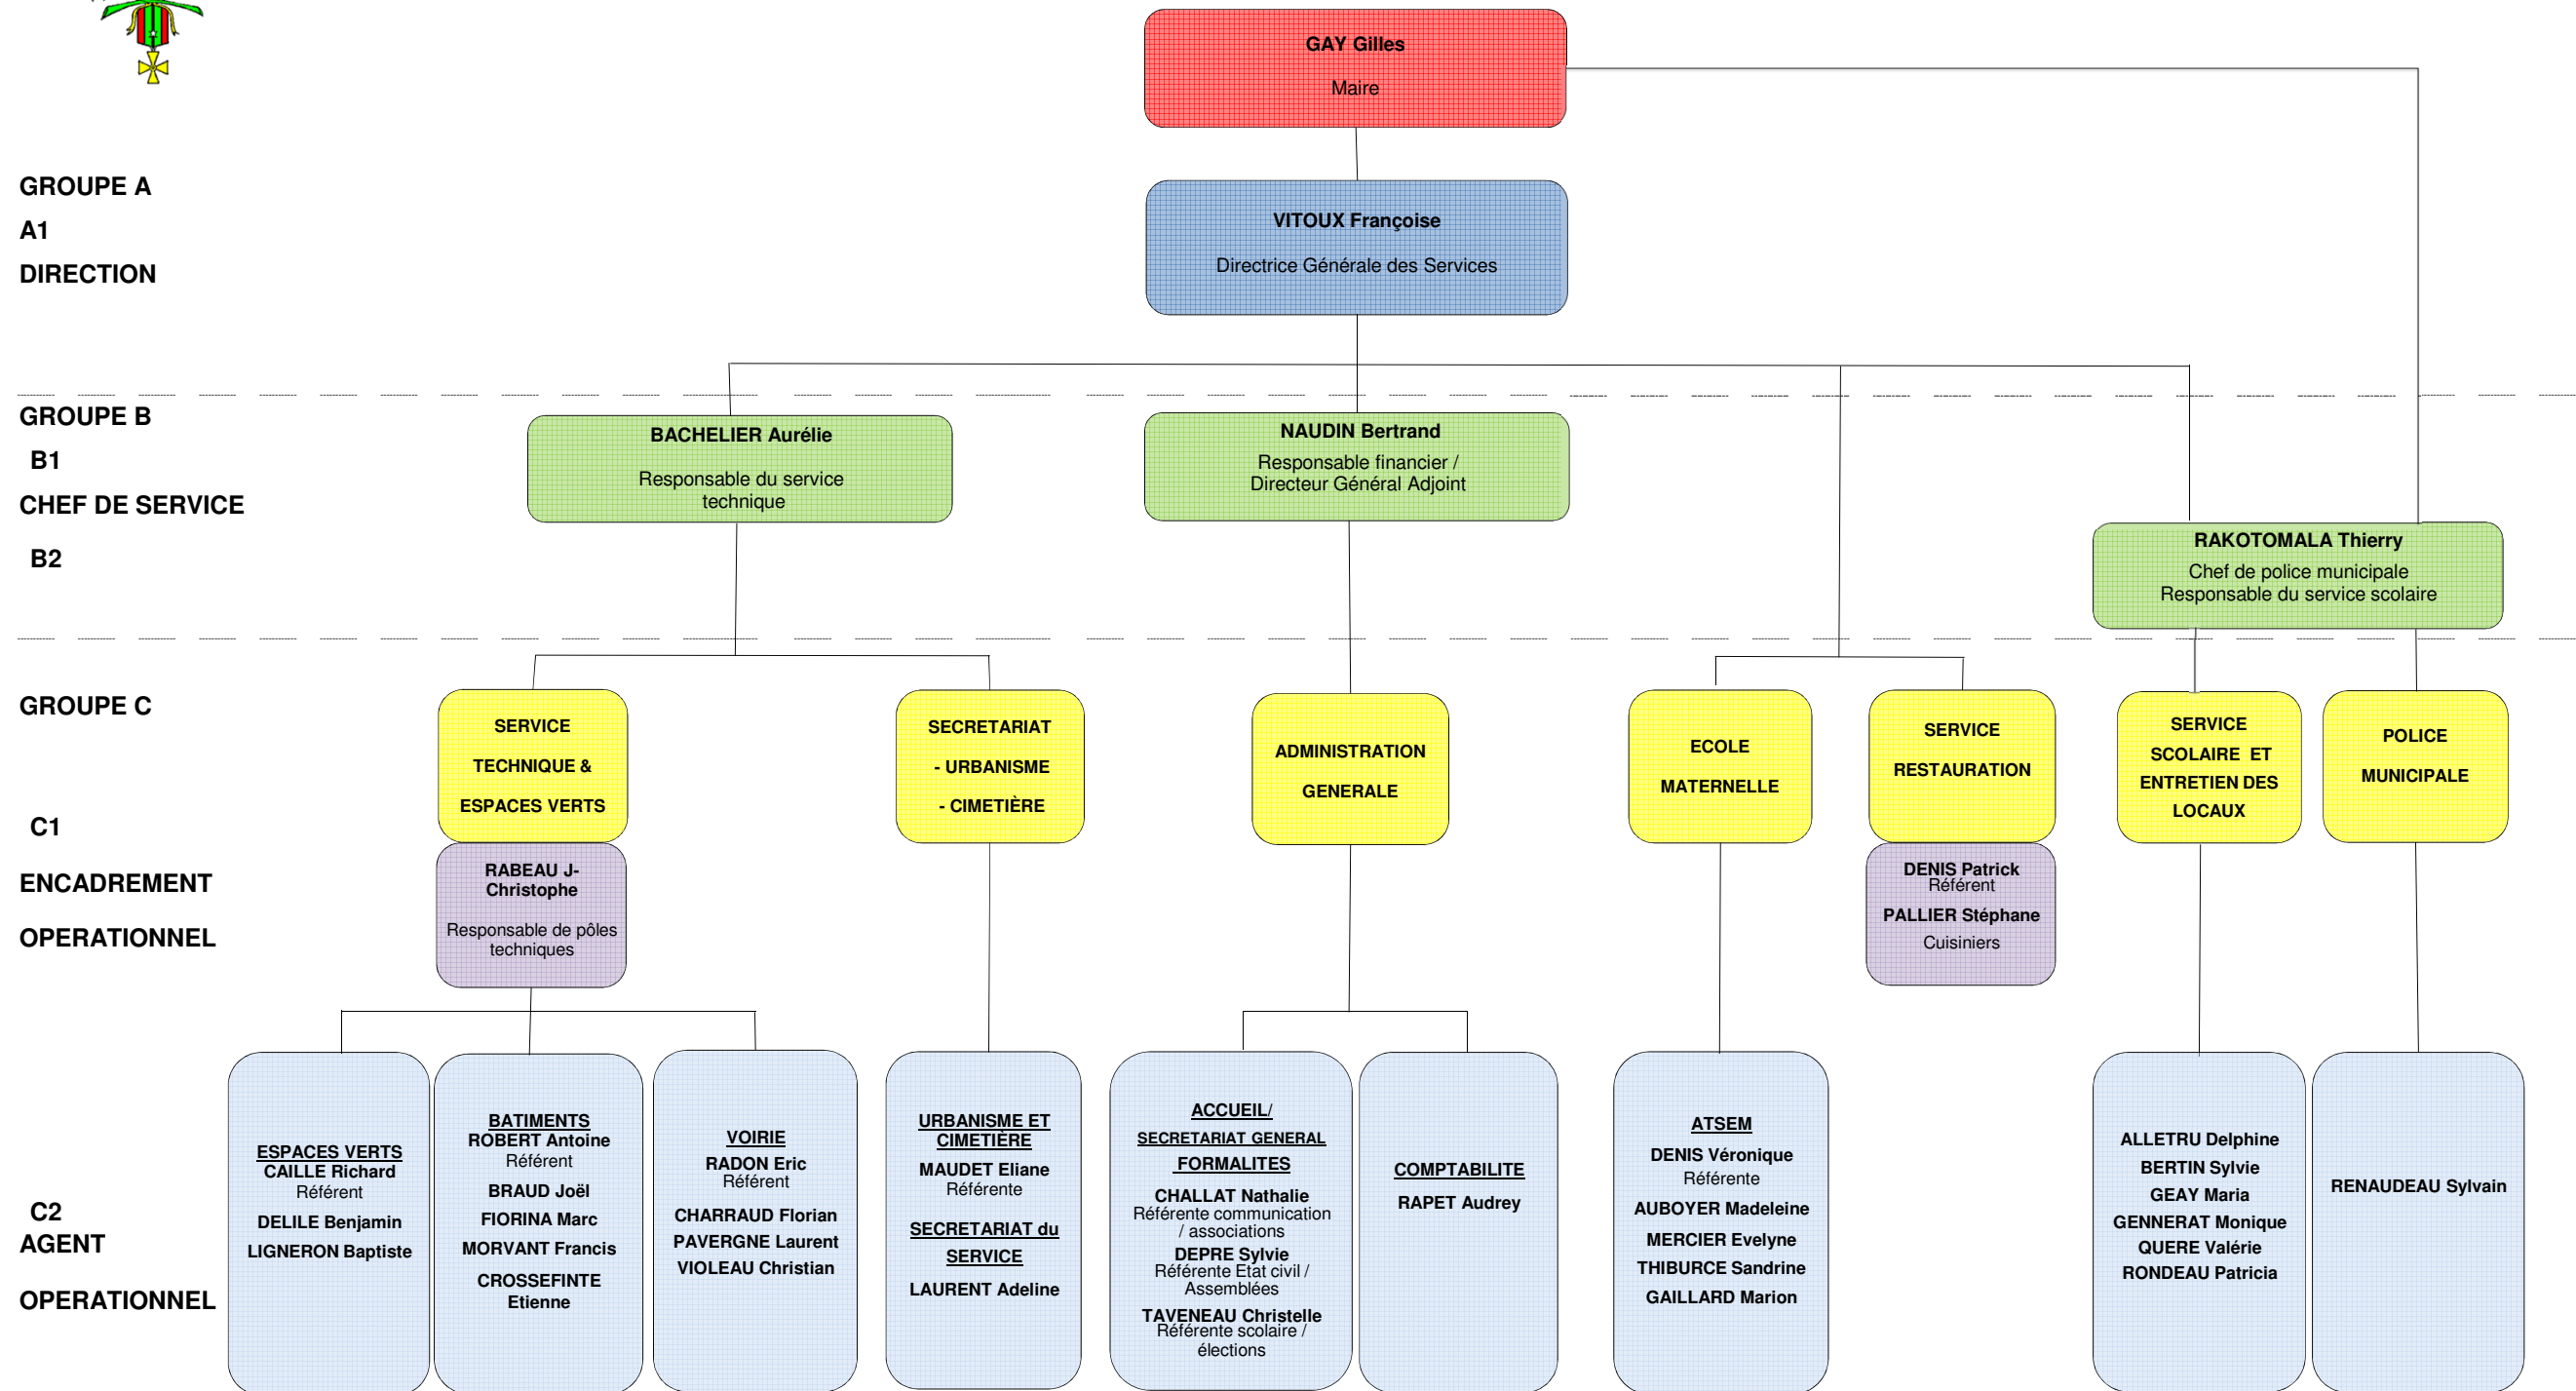 GAY Gilles
Maire
GROUPE A
A1
DIRECTION
VITOUX Françoise
Directrice Générale des Services
GROUPE B
B1
CHEF DE SERVICE
B2
BACHELIER Aurélie
Responsable du service
technique
NAUDIN Bertrand
Responsable financier /
Directeur Général Adjoint
RAKOTOMALA Thierry
Chef de police municipale
Responsable du service scolaire
GROUPE C
C1
ENCADREMENT
OPERATIONNEL
SERVICE
TECHNIQUE &
ESPACES VERTS
RABEAU J-
Christophe
Responsable de pôles
techniques
SECRETARIAT
- URBANISME
- CIMETIÈRE
ADMINISTRATION
GENERALE
ECOLE
MATERNELLE
SERVICE
RESTAURATION
DENIS Patrick
Référent
PALLIER Stéphane
Cuisiniers
SERVICE
SCOLAIRE ET
ENTRETIEN DES
LOCAUX
POLICE
MUNICIPALE
C2
AGENT
OPERATIONNEL
ESPACES VERTS
CAILLE Richard
Référent
DELILE Benjamin
LIGNERON Baptiste
BATIMENTS
ROBERT Antoine
Référent
BRAUD Joël
FIORINA Marc
MORVANT Francis
CROSSEFINTE
Etienne
VOIRIE
RADON Eric
Référent
CHARRAUD Florian
PAVERGNE Laurent
VIOLEAU Christian
URBANISME ET
CIMETIÈRE
MAUDET Eliane
Référente
SECRETARIAT du
SERVICE
LAURENT Adeline
ACCUEIL/
SECRETARIAT GENERAL
FORMALITES
CHALLAT Nathalie
Référente communication
/ associations
DEPRE Sylvie
Référente Etat civil /
Assemblées
TAVENEAU Christelle
Référente scolaire /
élections
COMPTABILITE
RAPET Audrey
ATSEM
DENIS Véronique
Référente
AUBOYER Madeleine
MERCIER Evelyne
THIBURCE Sandrine
GAILLARD Marion
ALLETRU Delphine
BERTIN Sylvie
GEAY Maria
GENNERAT Monique
QUERE Valérie
RONDEAU Patricia
RENAUDEAU Sylvain